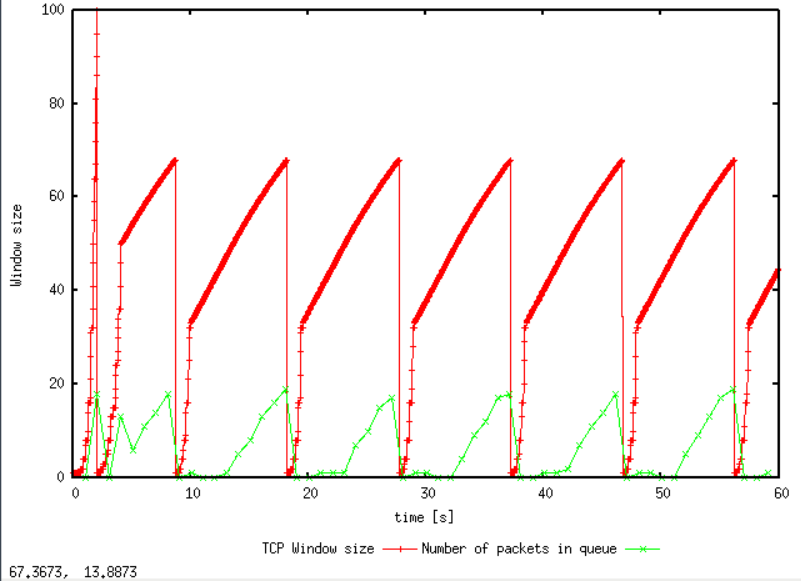 100
80
60
40
20
0
Window size
0 10 20 30 40 50 60
time [s]
TCP Window size Number of packets in queue
67.3673, 13.8873